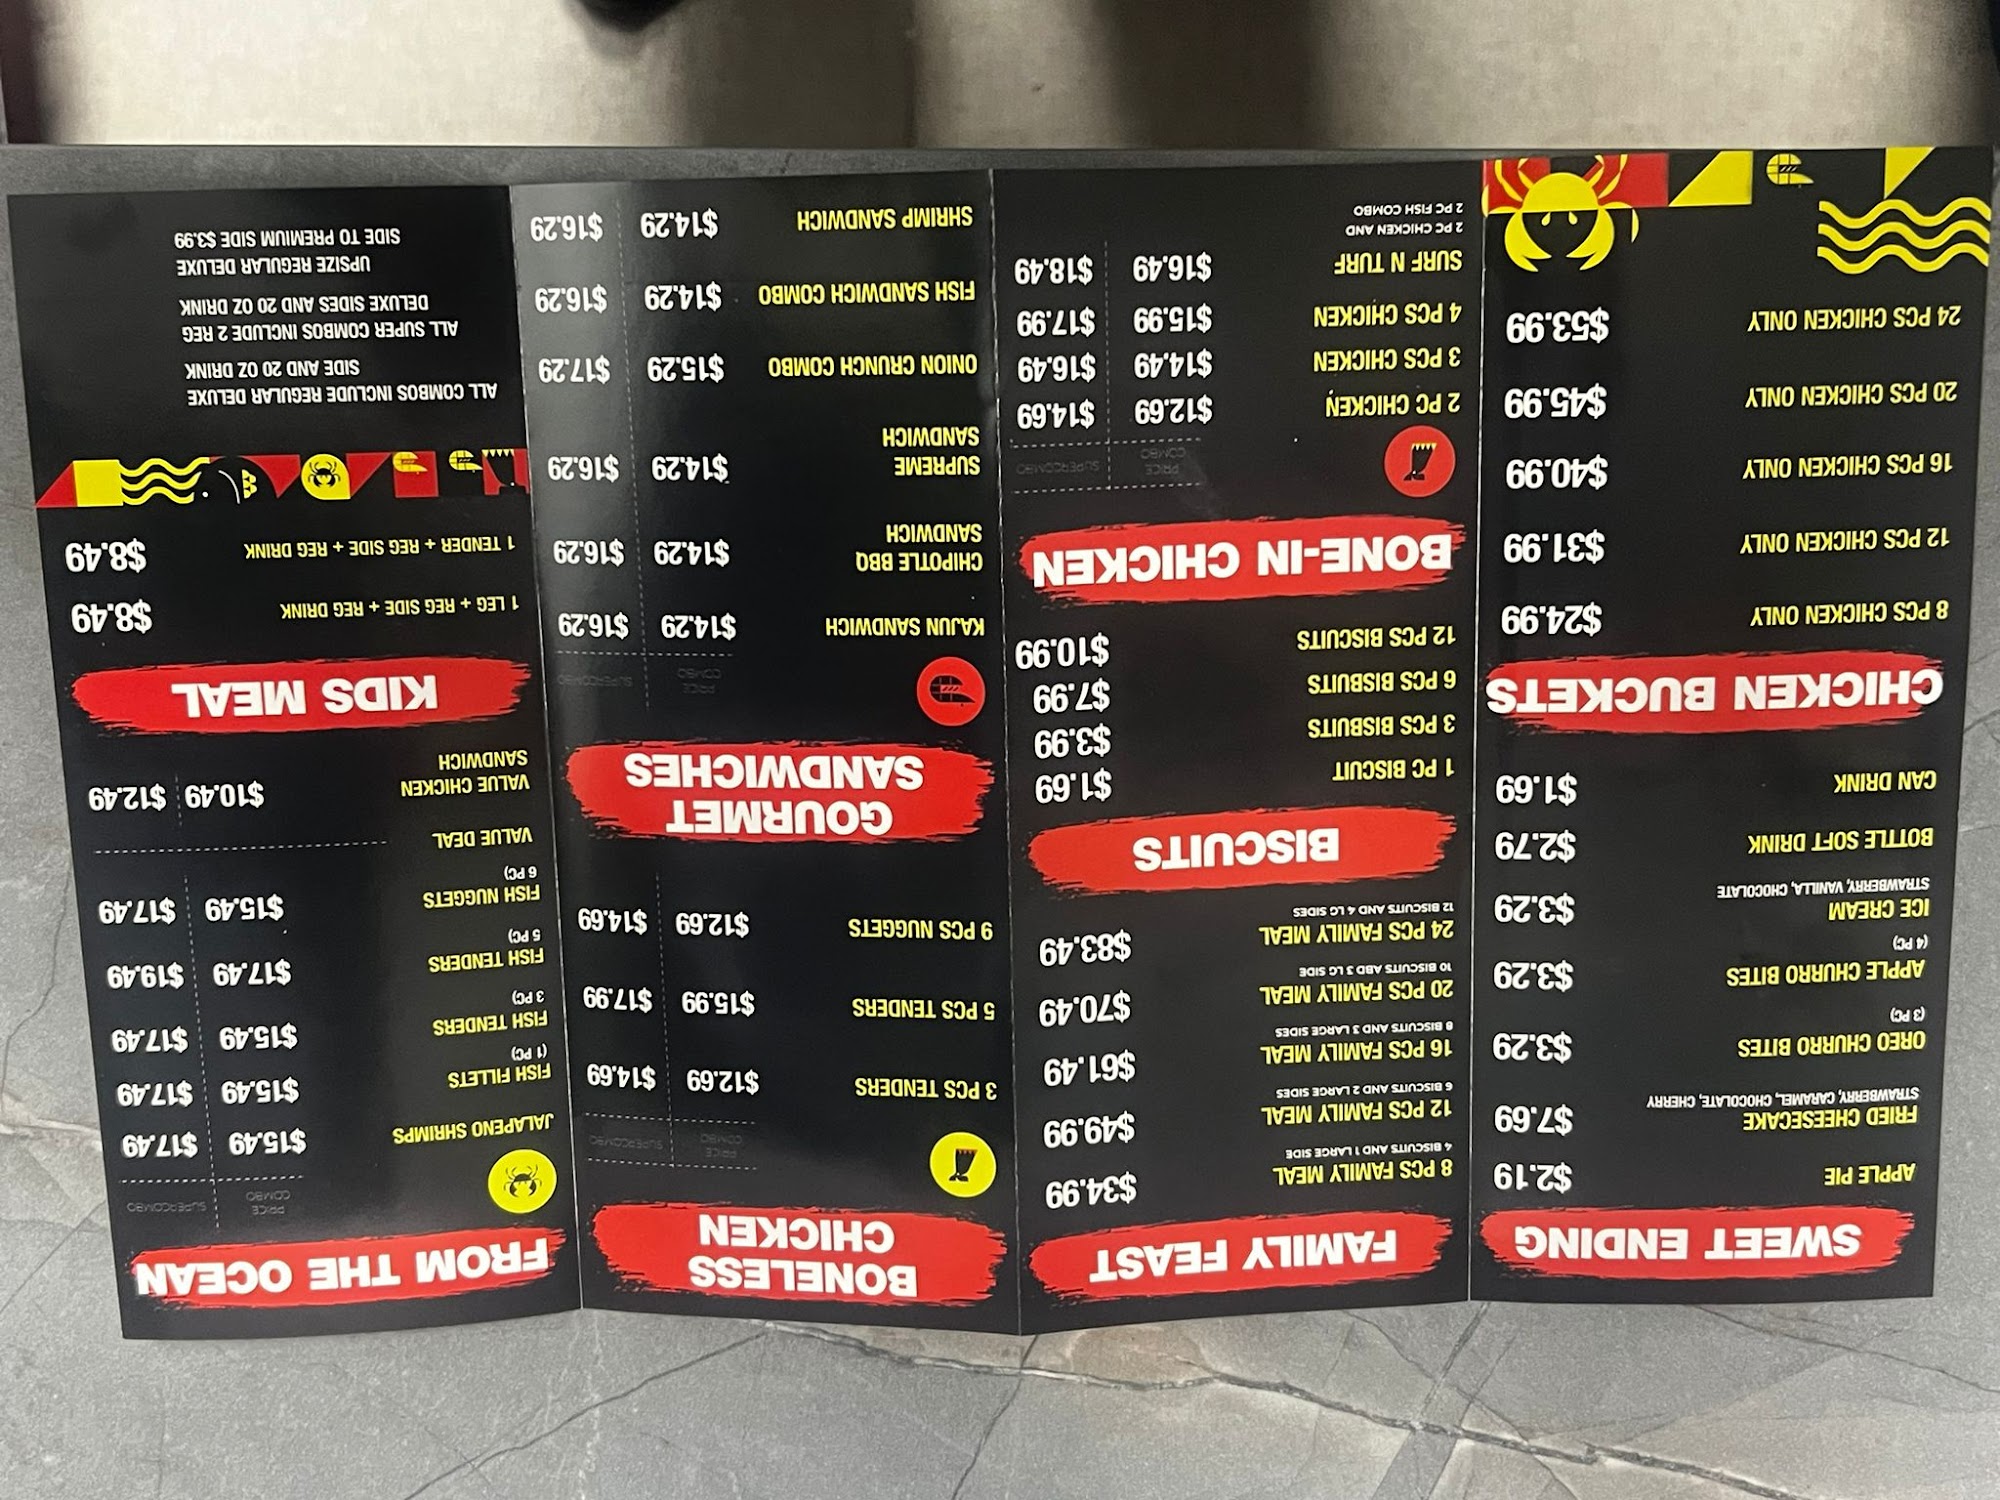 SWEET ENDING
APPLE PIE $2.19
FRIED CHEESECAKE $7.69
STRAWBERRY, CARAMEL, CHOCOLATE, CHERRY
OREO CHURRO BITES $3.29
(3 PC)
APPLE CHURRO BITES $3.29
(4 PC)
ICE CREAM $3.29
STRAWBERRY, VANILLA, CHOCOLATE
BOTTLE SOFT DRINK $2.79
CAN DRINK $1.69
CHICKEN BUCKETS
8 PCS CHICKEN ONLY $24.99
12 PCS CHICKEN ONLY $31.99
16 PCS CHICKEN ONLY $40.99
20 PCS CHICKEN ONLY $45.99
24 PCS CHICKEN ONLY $53.99
FAMILY FEAST
8 PCS FAMILY MEAL $34.99
4 BISCUITS AND 1 LARGE SIDE
12 PCS FAMILY MEAL $49.99
6 BISCUITS AND 2 LARGE SIDES
16 PCS FAMILY MEAL $61.49
8 BISCUITS AND 3 LARGE SIDES
20 PCS FAMILY MEAL $70.49
10 BISCUITS ABD 3 LG SIDE
24 PCS FAMILY MEAL $83.49
12 BISCUITS AND 4 LG SIDES
BISCUITS
1 PC BISCUIT $1.69
3 PCS BISBUITS $3.99
6 PCS BISBUITS $7.99
12 PCS BISCUITS $10.99
BONE-IN CHICKEN
PRICE
COMBO SUPERCOMBO
2 PC CHICKEN $12.69 $14.69
3 PCS CHICKEN $14.49 $16.49
4 PCS CHICKEN $15.99 $17.99
SURF N TURF $16.49 $18.49
2 PC CHICKEN AND
2 PC FISH COMBO
BONELESS
CHICKEN
PRICE
COMBO SUPERCOMBO
3 PCS TENDERS $12.69 $14.69
5 PCS TENDERS $15.99 $17.99
9 PCS NUGGETS $12.69 $14.69
GOURMET
SANDWICHES
PRICE
COMBO SUPERCOMBO
KAJUN SANDWICH $14.29 $16.29
CHIPOTLE BBQ
SANDWICH $14.29 $16.29
SUPREME
SANDWICH $14.29 $16.29
ONION CRUNCH COMBO $15.29 $17.29
FISH SANDWICH COMBO $14.29 $16.29
SHRIMP SANDWICH $14.29 $16.29
FROM THE OCEAN
PRICE
COMBO SUPERCOMBO
JALAPENO SHRIMPS $15.49 $17.49
FISH FILLETS $15.49 $17.49
(1 PC)
FISH TENDERS $15.49 $17.49
3 PC)
FISH TENDERS $17.49 $19.49
5 PC)
FISH NUGGETS $15.49 $17.49
6 PC)
VALUE DEAL
VALUE CHICKEN
SANDWICH $10.49 $12.49
KIDS MEAL
1 LEG + REG SIDE + REG DRINK $8.49
1 TENDER + REG SIDE + REG DRINK $8.49
ALL COMBOS INCLUDE REGULAR DELUXE
SIDE AND 20 OZ DRINK
ALL SUPER COMBOS INCLUDE 2 REG
DELUXE SIDES AND 20 OZ DRINK
UPSIZE REGULAR DELUXE
SIDE TO PREMIUM SIDE $3.99